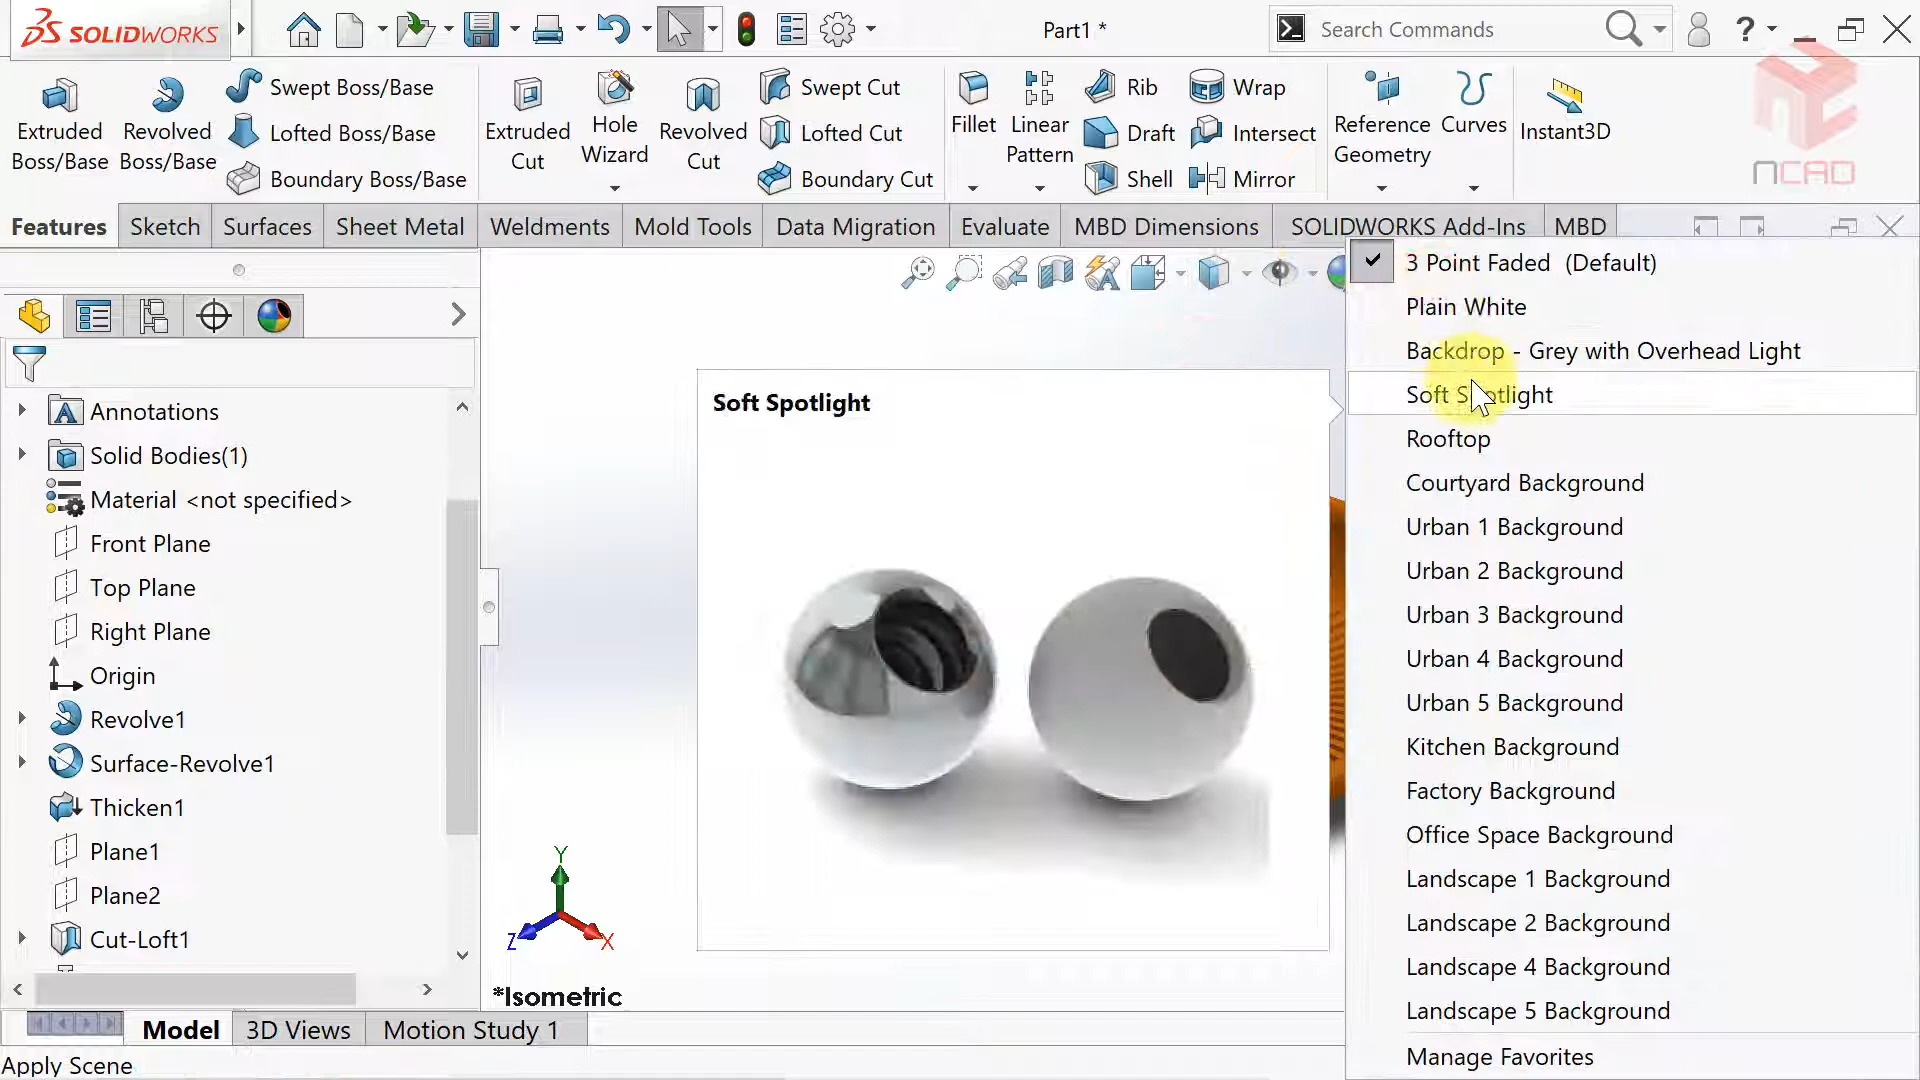 SOLIDWORKS
Part1 *
Search Commands
?
Extruded Boss/Base
Revolved Boss/Base
Swept Boss/Base
Lofted Boss/Base
Boundary Boss/Base
Extruded Cut
Hole Wizard
Revolved Cut
Swept Cut
Lofted Cut
Boundary Cut
Fillet
Linear Pattern
Rib
Draft
Shell
Wrap
Intersect
Mirror
Reference Geometry
Curves
Instant3D
NCAD
Features
Sketch
Surfaces
Sheet Metal
Weldments
Mold Tools
Data Migration
Evaluate
MBD Dimensions
SOLIDWORKS Add-Ins
MBD
Annotations
Solid Bodies(1)
Material <not specified>
Front Plane
Top Plane
Right Plane
Origin
Revolve1
Surface-Revolve1
Thicken1
Plane1
Plane2
Cut-Loft1
Soft Spotlight
Y
Z
X
*Isometric
3 Point Faded (Default)
Plain White
Backdrop - Grey with Overhead Light
Soft Spotlight
Rooftop
Courtyard Background
Urban 1 Background
Urban 2 Background
Urban 3 Background
Urban 4 Background
Urban 5 Background
Kitchen Background
Factory Background
Office Space Background
Landscape 1 Background
Landscape 2 Background
Landscape 4 Background
Landscape 5 Background
Manage Favorites
Model
3D Views
Motion Study 1
Apply Scene